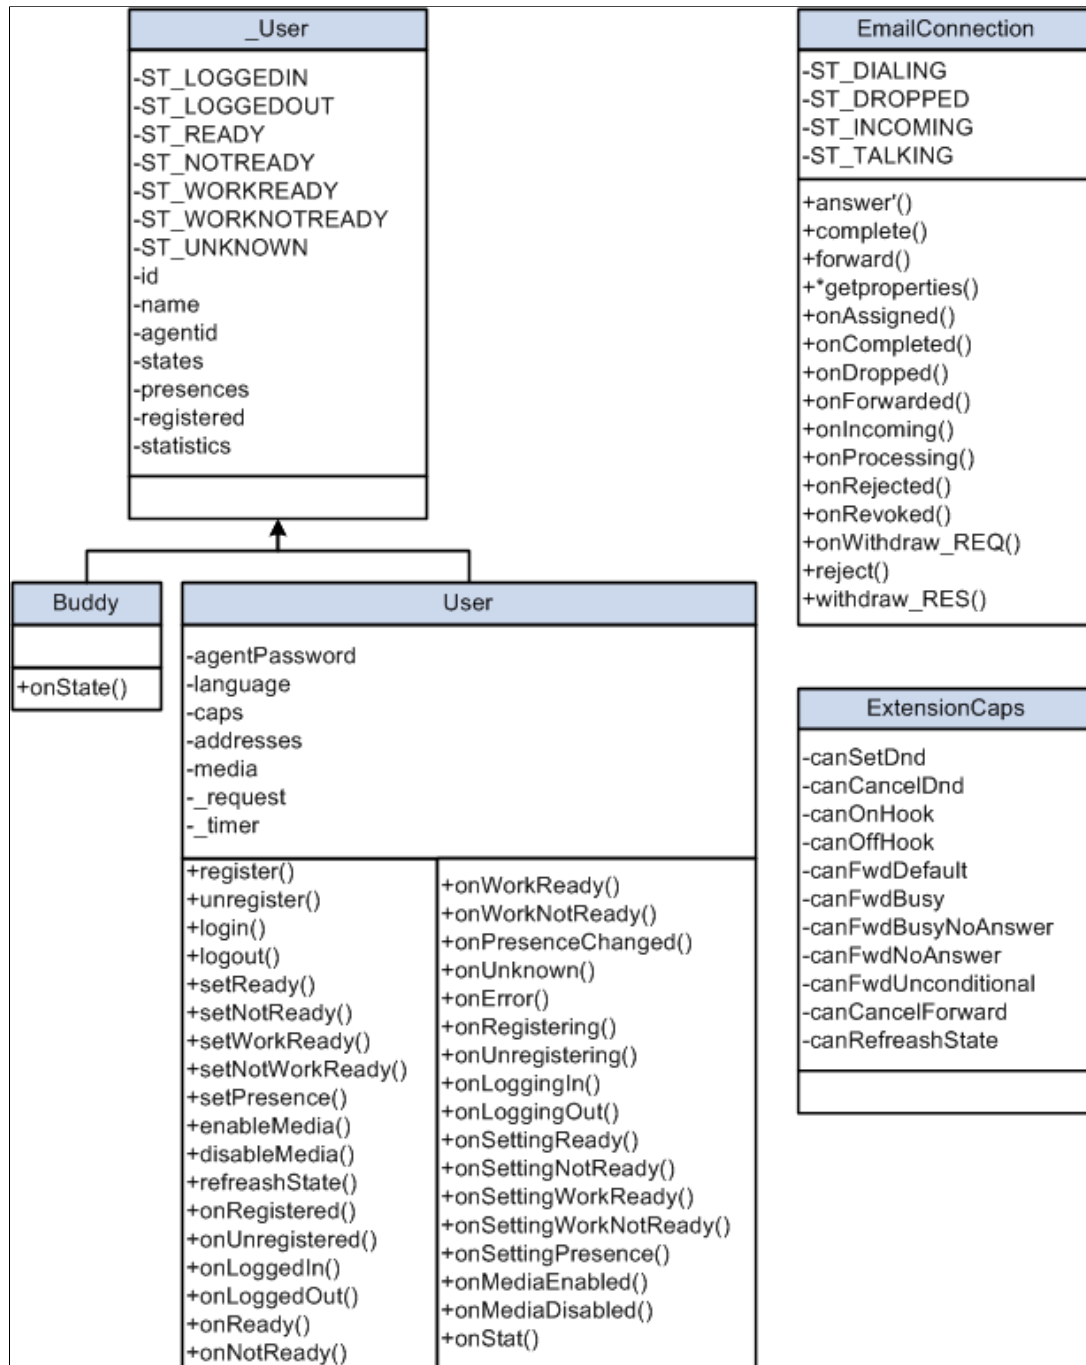 _User
-ST_LOGGEDIN
-ST_LOGGEDOUT
-ST_READY
-ST_NOTREADY
-ST_WORKREADY
-ST_WORKNOTREADY
-ST_UNKNOWN
-id
-name
-agentid
-states
-presences
-registered
-statistics
EmailConnection
-ST_DIALING
-ST_DROPPED
-ST_INCOMING
-ST_TALKING
+answer'()
+complete()
+forward()
+*getproperties()
+onAssigned()
+onCompleted()
+onDropped()
+onForwarded()
+onIncoming()
+onProcessing()
+onRejected()
+onRevoked()
+onWithdraw_REQ()
+reject()
+withdraw_RES()
Buddy
+onState()
User
-agentPassword
-language
-caps
-addresses
-media
-_request
-_timer
+register()
+unregister()
+login()
+logout()
+setReady()
+setNotReady()
+setWorkReady()
+setNotWorkReady()
+setPresence()
+enableMedia()
+disableMedia()
+refreashState()
+onRegistered()
+onUnregistered()
+onLoggedIn()
+onLoggedOut()
+onReady()
+onNotReady()
+onWorkReady()
+onWorkNotReady()
+onPresenceChanged()
+onUnknown()
+onError()
+onRegistering()
+onUnregistering()
+onLoggingIn()
+onLoggingOut()
+onSettingReady()
+onSettingNotReady()
+onSettingWorkReady()
+onSettingWorkNotReady()
+onSettingPresence()
+onMediaEnabled()
+onMediaDisabled()
+onStat()
ExtensionCaps
-canSetDnd
-canCancelDnd
-canOnHook
-canOffHook
-canFwdDefault
-canFwdBusy
-canFwdBusyNoAnswer
-canFwdNoAnswer
-canFwdUnconditional
-canCancelForward
-canRefreashState